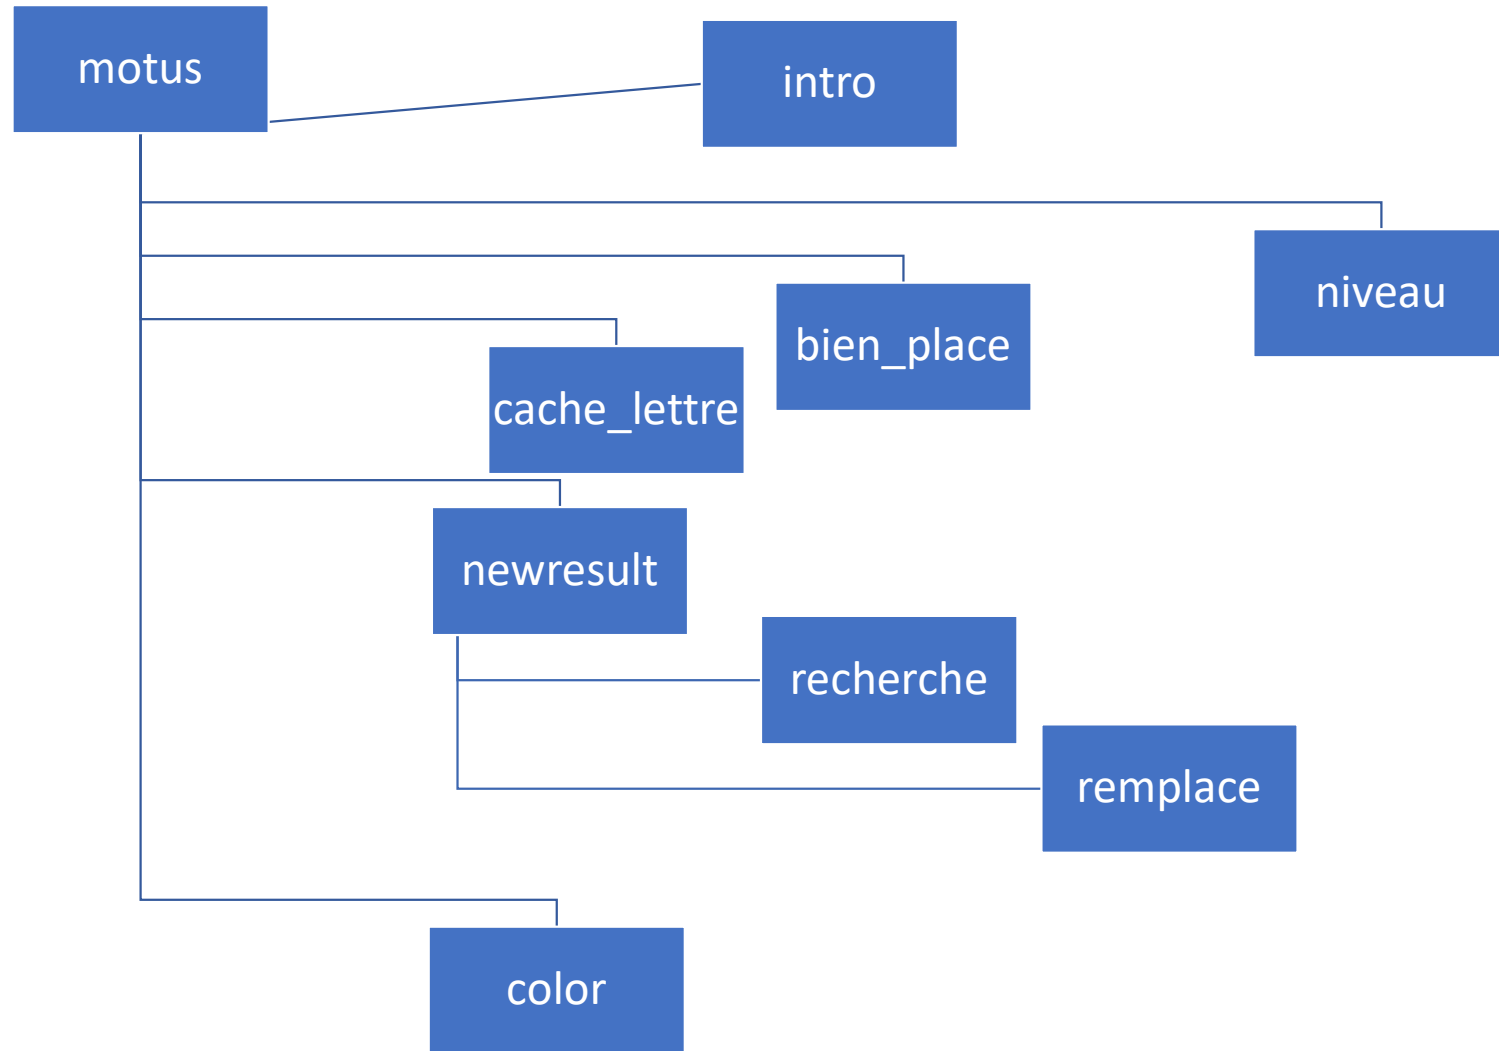 motus
intro
niveau
bien_place
cache_lettre
newresult
recherche
remplace
color